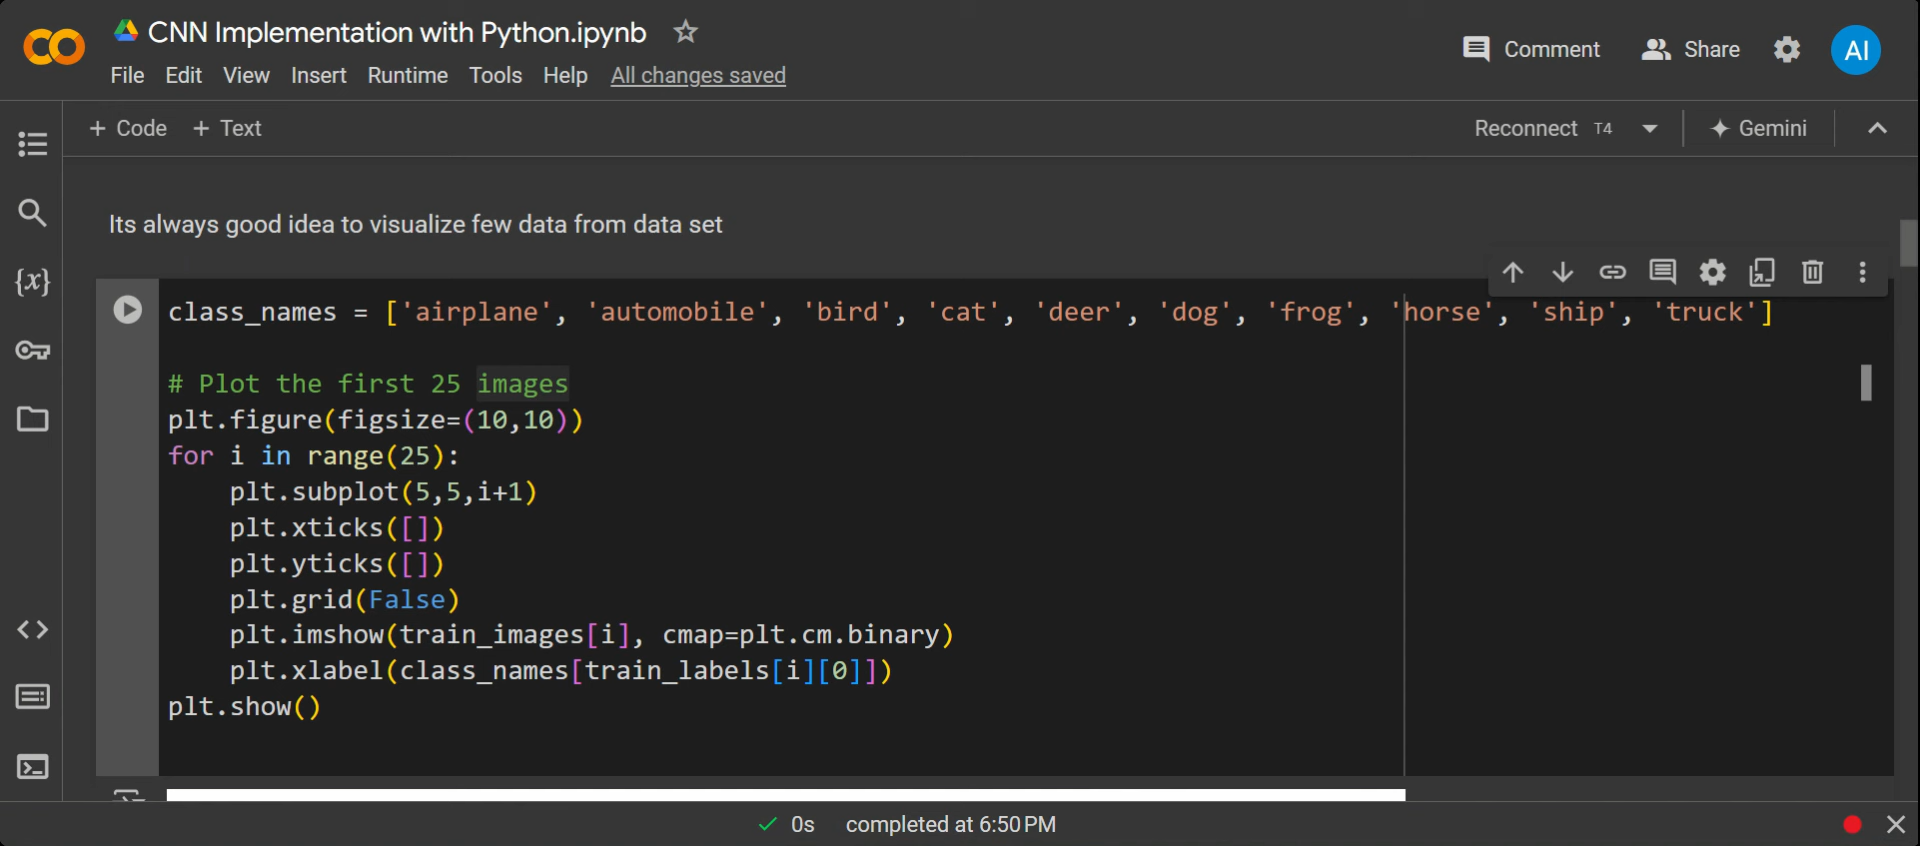 CNN Implementation with Python.ipynb
Comment Share AI
File Edit View Insert Runtime Tools Help All changes saved
+ Code + Text
Reconnect T4 Gemini
Its always good idea to visualize few data from data set
class_names = ['airplane', 'automobile', 'bird', 'cat', 'deer', 'dog', 'frog', 'horse', 'ship', 'truck']
# Plot the first 25 images
plt.figure(figsize=(10,10))
for i in range(25):
    plt.subplot(5,5,i+1)
    plt.xticks([])
    plt.yticks([])
    plt.grid(False)
    plt.imshow(train_images[i], cmap=plt.cm.binary)
    plt.xlabel(class_names[train_labels[i][0]])
plt.show()
0s completed at 6:50 PM